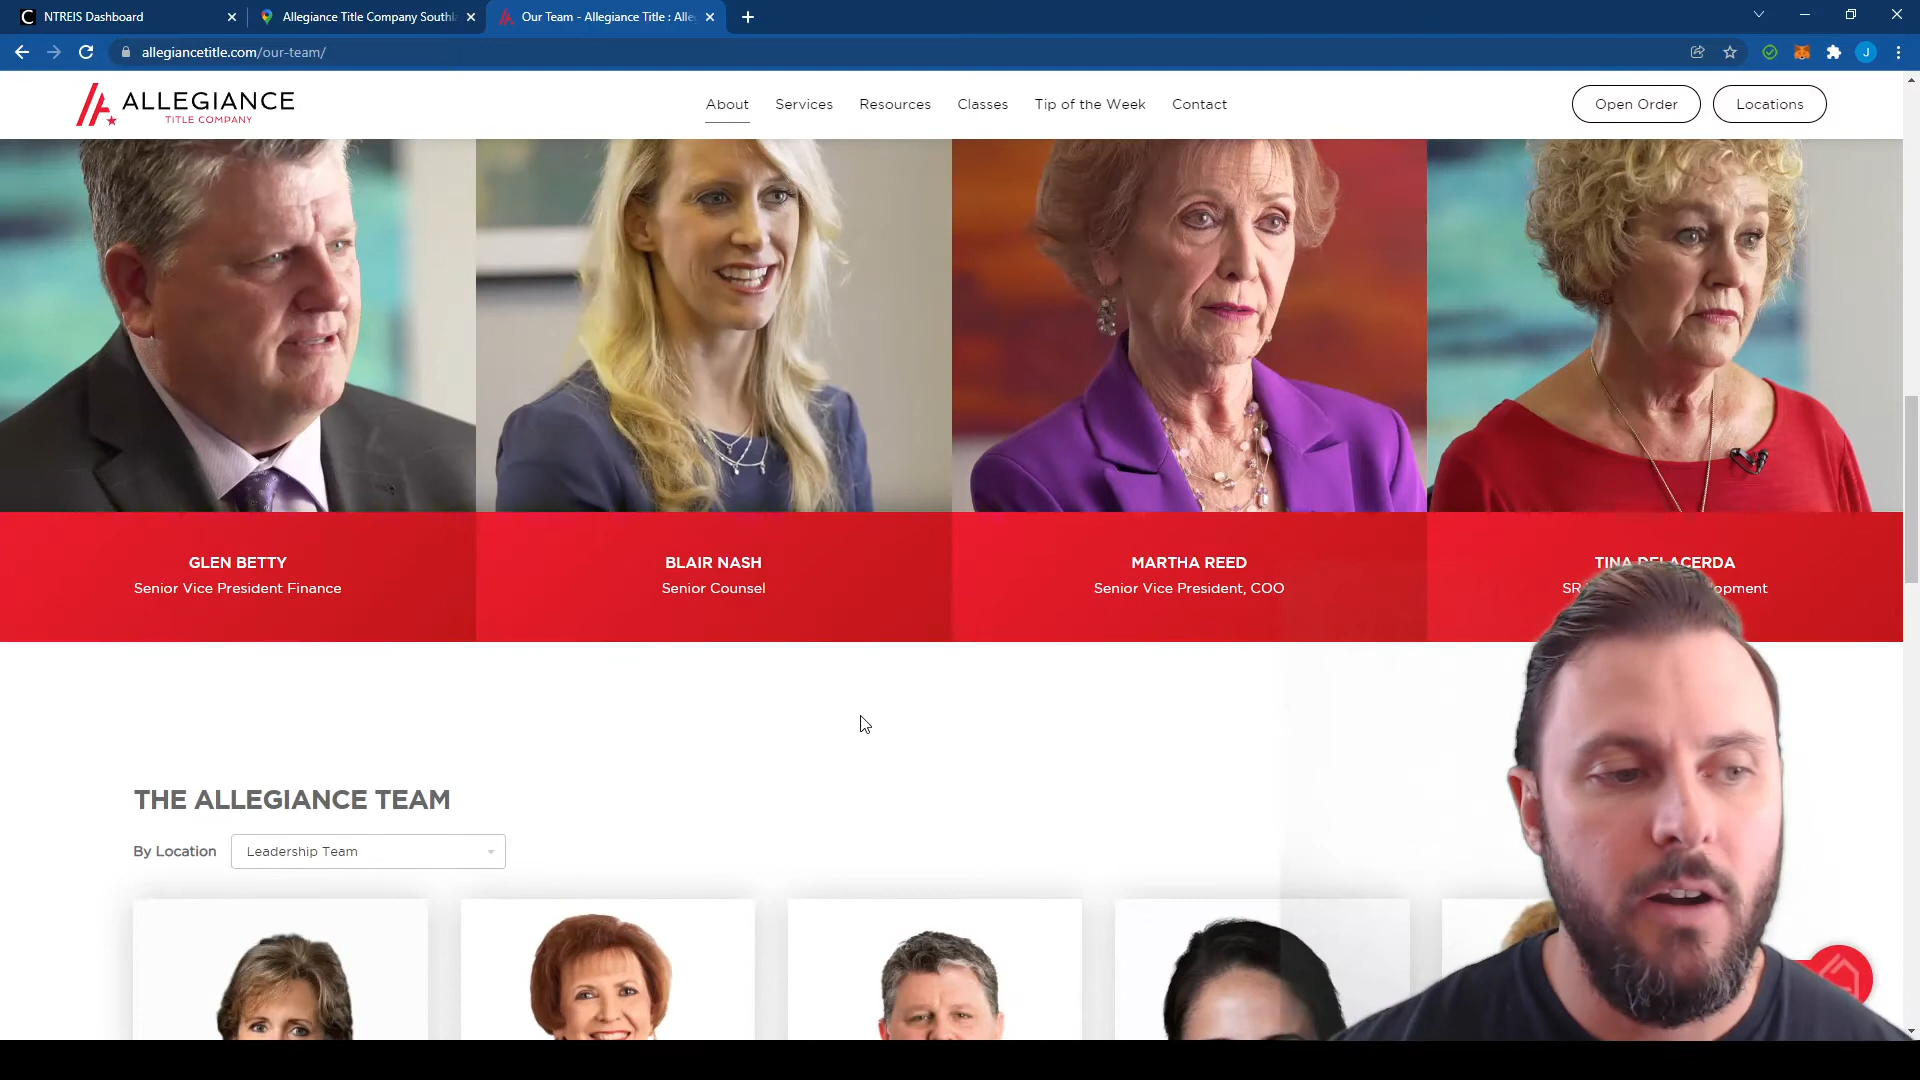 NTREIS Dashboard
Allegiance Title Company Southla
Our Team - Allegiance Title : Alle
allegiancetitle.com/our-team/
J
ALLEGIANCE
TITLE COMPANY
About
Services
Resources
Classes
Tip of the Week
Contact
Open Order
Locations
GLEN BETTY
Senior Vice President Finance
BLAIR NASH
Senior Counsel
MARTHA REED
Senior Vice President, COO
TINA DELACERDA
SR
opment
THE ALLEGIANCE TEAM
By Location
Leadership Team